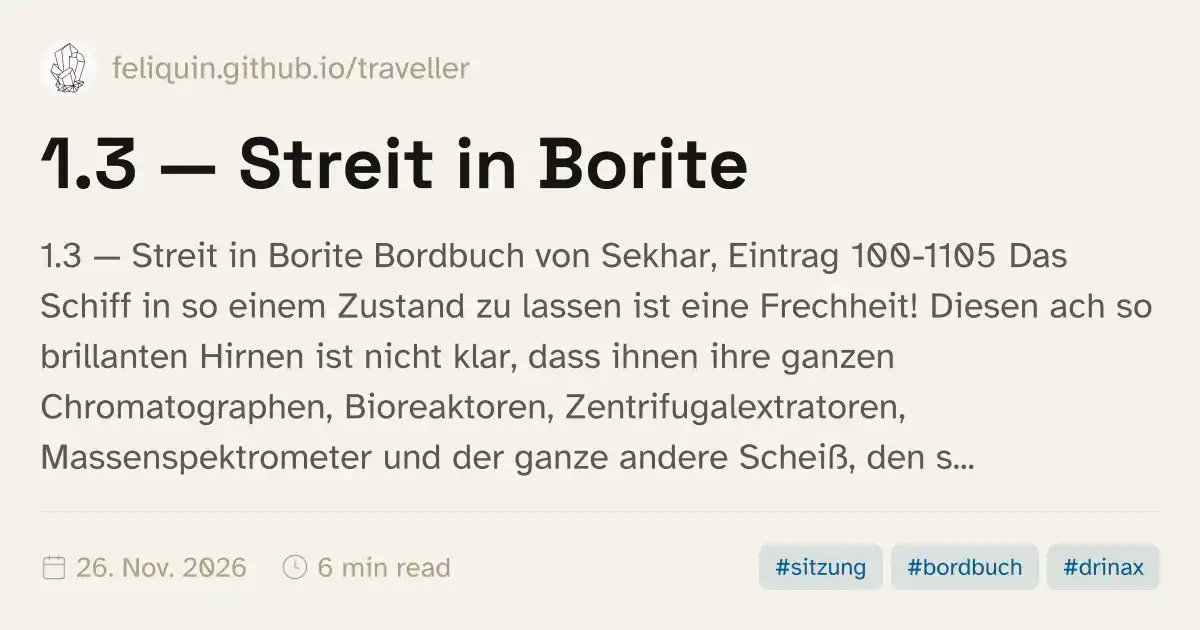 feliquin.github.io/traveller
1.3 — Streit in Borite
1.3 — Streit in Borite Bordbuch von Sekhar, Eintrag 100-1105 Das
Schiff in so einem Zustand zu lassen ist eine Frechheit! Diesen ach so
brillanten Hirnen ist nicht klar, dass ihnen ihre ganzen
Chromatographen, Bioreaktoren, Zentrifugalextratoren,
Massenspektrometer und der ganze andere Scheiß, den s...
26. Nov. 2026
6 min read
#sitzung
#bordbuch
#drinax